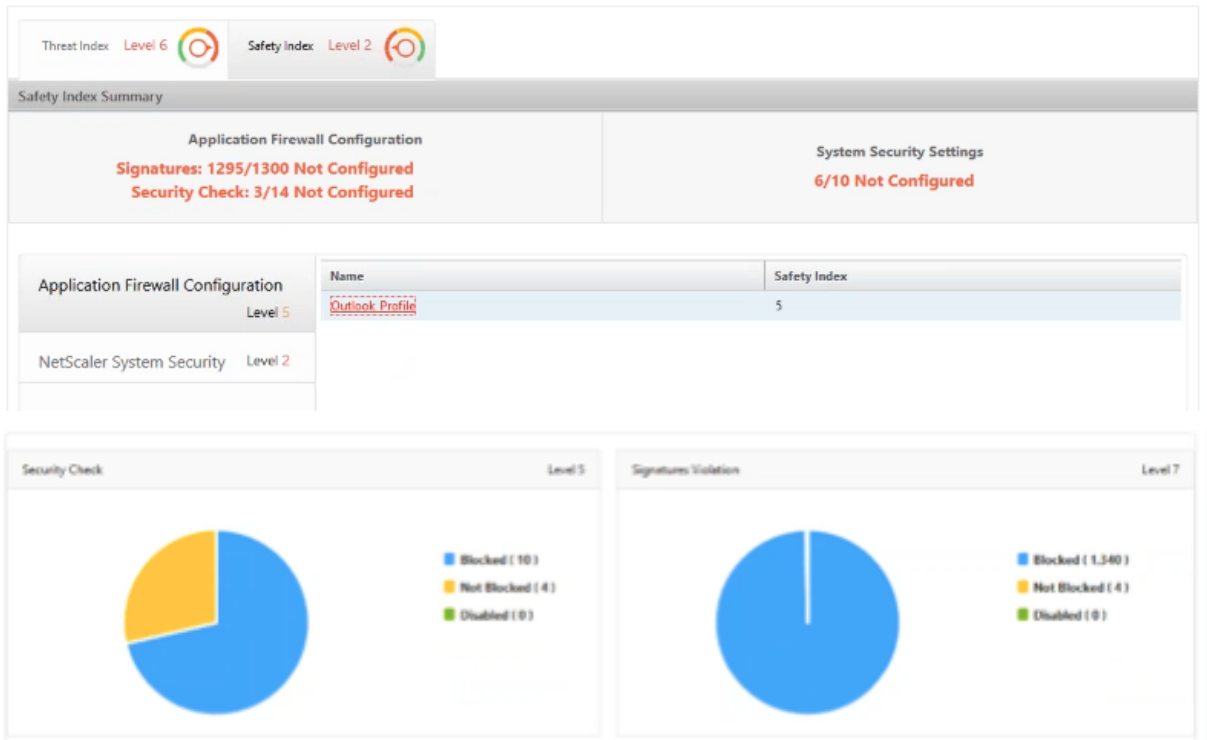 Threat Index Level 6 Safety Index Level 2
Safety Index Summary
Application Firewall Configuration
Signatures: 1295/1300 Not Configured
Security Check: 3/14 Not Configured
System Security Settings
6/10 Not Configured
Application Firewall Configuration
Level 5
NetScaler System Security Level 2
Name Safety Index
Outlook Profile 5
Security Check Level 5
Blocked ( 10 )
Not Blocked ( 4 )
Disabled ( 0 )
Signatures Violation Level 7
Blocked ( 1,340 )
Not Blocked ( 4 )
Disabled ( 0 )